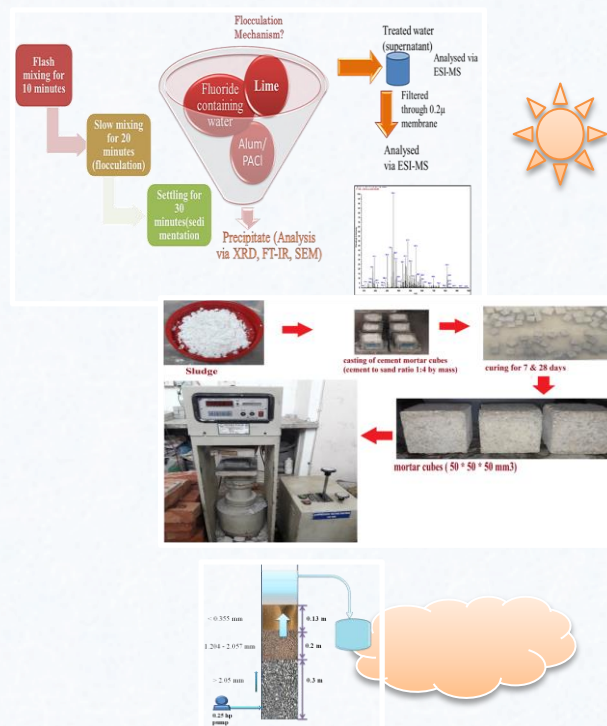 Flocculation
Mechanism?
Flash
mixing for
10 minutes
Slow mixing
for 20
minutes
(flocculation)
Settling for
30
minutes(sedi
mentation
Fluoride
containing
water
Lime
Alum/
PACl
Precipitate (Analysis
via XRD, FT-IR, SEM)
Treated water
(supernatant)
Analysed via
ESI-MS
Filtered
through 0.2μ
membrane
Analysed
via ESI-MS
Sludge
casting of cement mortar cubes
(cement to sand ratio 1:4 by mass)
curing for 7 & 28 days
mortar cubes ( 50 * 50 * 50 mm3)
< 0.355 mm
0.13 m
1.204 - 2.057 mm
0.2 m
> 2.05 mm
0.3 m
0.25 hp
pump